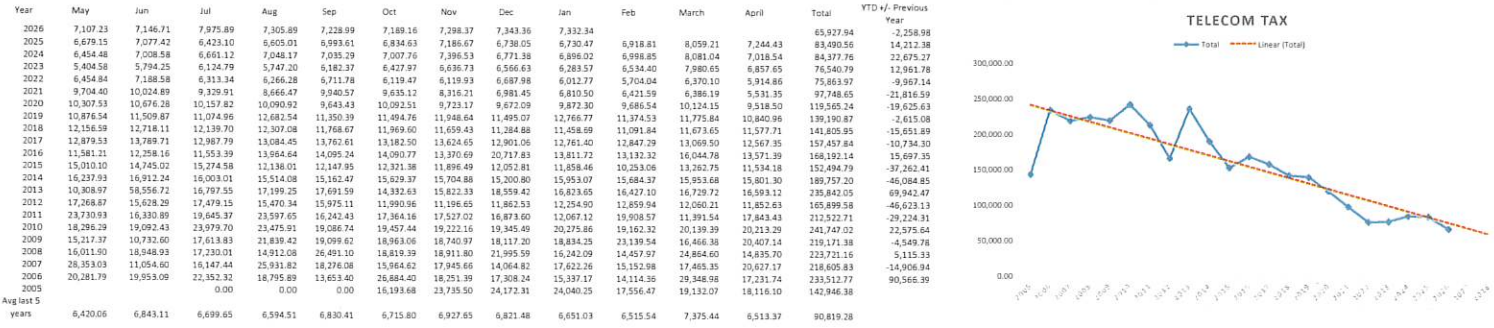 Year May Jun Jul Aug Sep Oct Nov Dec Jan Feb March April Total YTD +/- Previous Year
2026 7,107.23 7,146.71 7,975.89 7,305.89 7,228.99 7,189.16 7,298.37 7,343.36 7,332.34 65,927.94 -2,258.98
2025 6,679.15 7,077.42 6,423.10 6,605.01 6,993.61 6,834.63 7,186.67 6,738.05 6,730.47 6,918.81 8,059.21 7,244.43 83,490.56 14,212.38
2024 6,454.48 7,008.58 6,661.12 7,048.17 7,035.29 7,007.76 7,396.53 6,771.38 6,896.02 6,998.85 8,081.04 7,018.54 84,377.76 22,675.27
2023 5,404.58 5,794.25 6,124.79 5,747.20 6,182.37 6,427.97 6,636.73 6,566.63 6,283.57 6,534.40 7,980.65 6,857.65 76,540.79 12,961.78
2022 6,454.84 7,188.58 6,313.34 6,266.28 6,711.78 6,119.47 6,119.93 6,687.98 6,012.77 5,704.04 6,370.10 5,914.86 75,863.97 -9,967.14
2021 9,704.40 10,024.89 9,329.91 8,666.47 9,940.57 9,635.12 8,316.21 6,981.45 6,810.50 6,421.59 6,386.19 5,531.35 97,748.65 -21,816.59
2020 10,307.53 10,676.28 10,157.82 10,090.92 9,643.43 10,092.51 9,723.17 9,672.09 9,872.30 9,686.54 10,124.15 9,518.50 119,565.24 -19,625.63
2019 10,876.54 11,509.87 11,074.96 12,682.54 11,350.39 11,494.76 11,948.64 11,495.07 12,766.77 11,374.53 11,775.84 10,840.96 139,190.87 -2,615.08
2018 12,156.59 12,718.11 12,139.70 12,307.08 11,768.67 11,969.60 11,659.43 11,284.88 11,458.69 11,091.84 11,673.65 11,577.71 141,805.95 -15,651.89
2017 12,879.53 13,789.71 12,987.79 13,084.45 13,762.61 13,182.50 13,624.65 12,901.06 12,761.40 12,847.29 13,069.50 12,567.35 157,457.84 -10,734.30
2016 11,581.21 12,258.16 11,553.39 13,964.64 14,095.24 14,090.77 13,370.69 20,717.83 13,811.72 13,132.32 16,044.78 13,571.39 168,192.14 15,697.35
2015 15,010.10 14,745.02 15,274.58 12,138.01 12,147.95 12,321.38 11,896.49 12,052.81 11,858.46 10,253.06 13,262.75 11,534.18 152,494.79 -37,262.41
2014 16,237.93 16,912.24 16,003.01 15,514.08 15,162.47 15,629.37 15,704.88 15,200.80 15,953.07 15,684.37 15,953.68 15,801.30 189,757.20 -46,084.85
2013 10,308.97 58,556.72 16,797.55 17,199.25 17,691.59 14,332.63 15,822.33 18,559.42 16,823.65 16,427.10 16,729.72 16,593.12 235,842.05 69,942.47
2012 17,268.87 15,628.29 17,479.15 15,470.34 15,975.11 11,990.96 11,196.65 11,862.53 12,254.90 12,859.94 12,060.21 11,852.63 165,899.58 -46,623.13
2011 23,730.93 16,330.89 19,645.37 23,597.65 16,242.43 17,364.16 17,527.02 16,873.60 12,067.12 19,908.57 11,391.54 17,843.43 212,522.71 -29,224.31
2010 18,296.29 19,092.43 23,979.70 23,475.91 19,086.74 19,457.44 19,222.16 19,345.49 20,275.86 19,162.32 20,139.39 20,213.29 241,747.02 22,575.64
2009 15,217.37 10,732.60 17,613.83 21,839.42 19,099.62 18,963.06 18,740.97 18,117.20 18,834.25 23,139.54 16,466.38 20,407.14 219,171.38 -4,549.78
2008 16,011.90 18,948.93 17,230.01 14,912.08 26,491.10 18,819.39 18,911.80 21,995.59 16,242.09 14,457.97 24,864.60 14,835.70 223,721.16 5,115.33
2007 28,353.03 11,054.60 16,147.44 25,931.82 18,276.08 15,964.62 17,945.66 14,064.82 17,622.26 15,152.98 17,465.35 20,627.17 218,605.83 -14,906.94
2006 20,281.79 19,953.09 22,352.32 18,795.89 13,653.40 26,884.40 18,251.39 17,308.24 15,337.17 14,114.36 29,348.98 17,231.74 233,512.77 90,566.39
2005 0.00 0.00 0.00 16,193.68 23,735.50 24,172.31 24,040.25 17,556.47 19,132.07 18,116.10 142,946.38
Avg last 5
years 6,420.06 6,843.11 6,699.65 6,594.51 6,830.41 6,715.80 6,927.65 6,821.48 6,651.03 6,515.54 7,375.44 6,513.37 90,819.28
TELECOM TAX
Total Linear (Total)
300,000.00
250,000.00
200,000.00
150,000.00
100,000.00
50,000.00
0.00